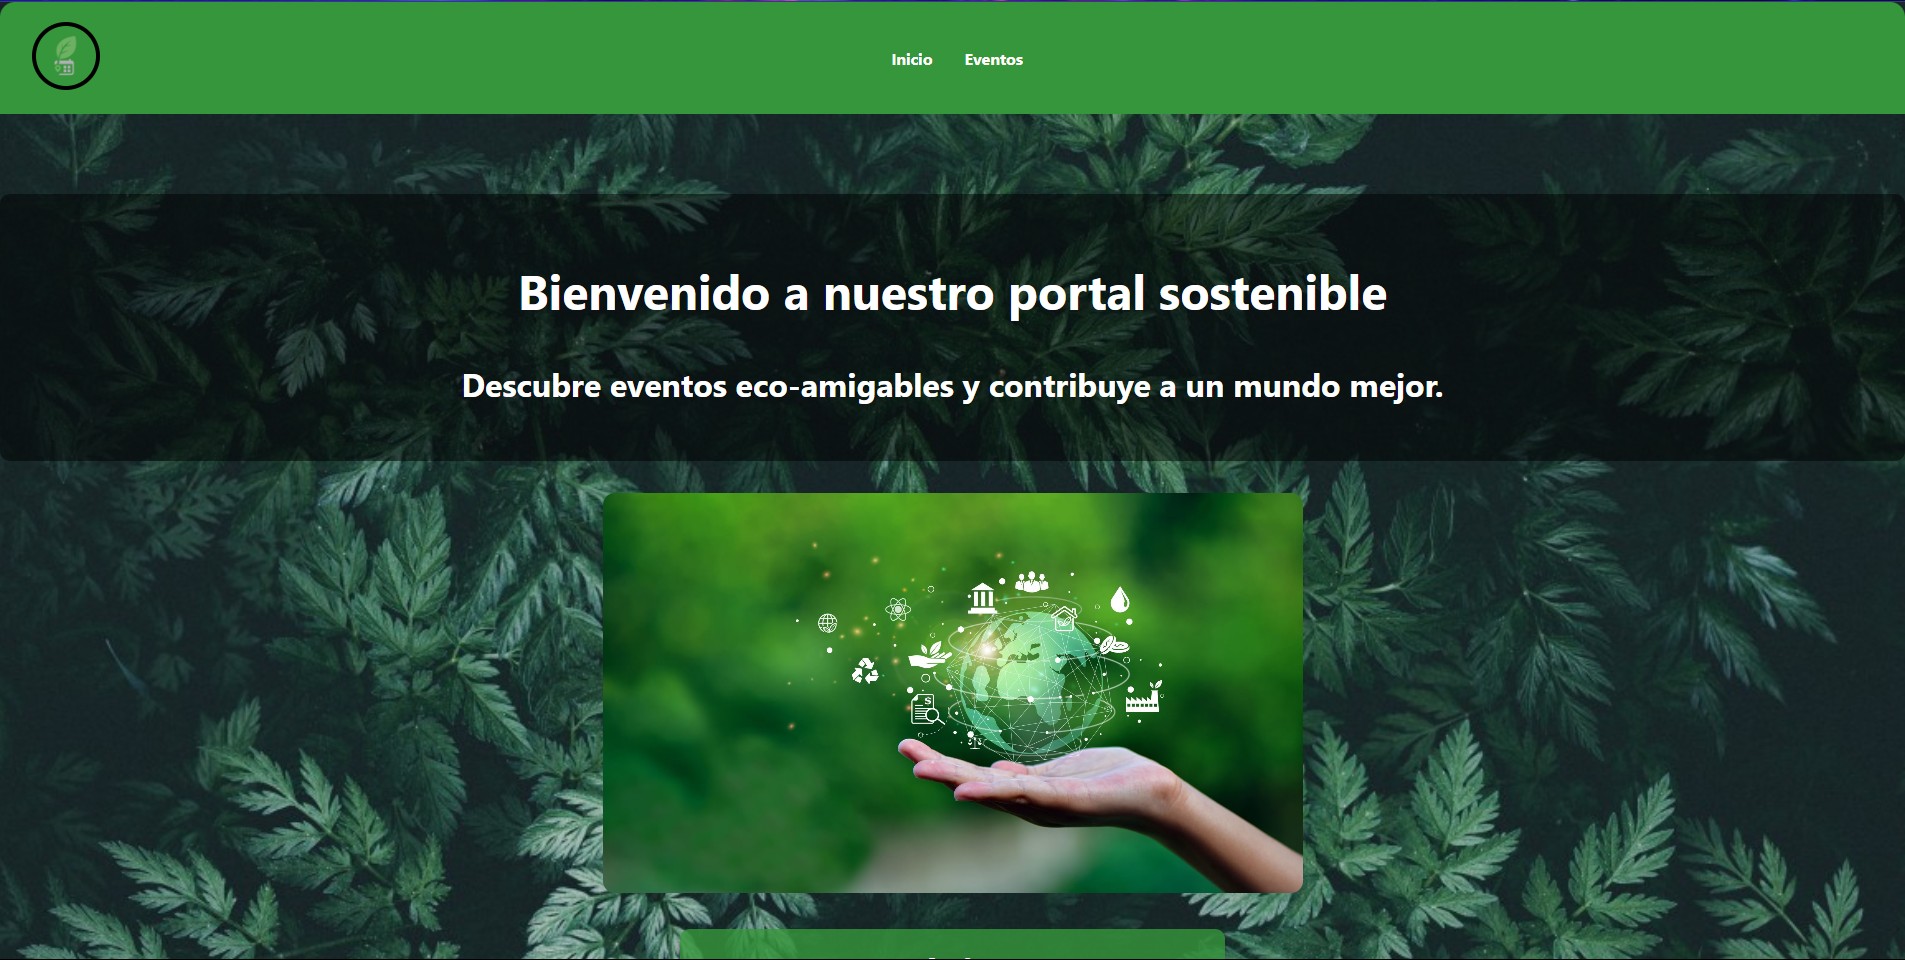 Inicio
Eventos
Bienvenido a nuestro portal sostenible
Descubre eventos eco-amigables y contribuye a un mundo mejor.